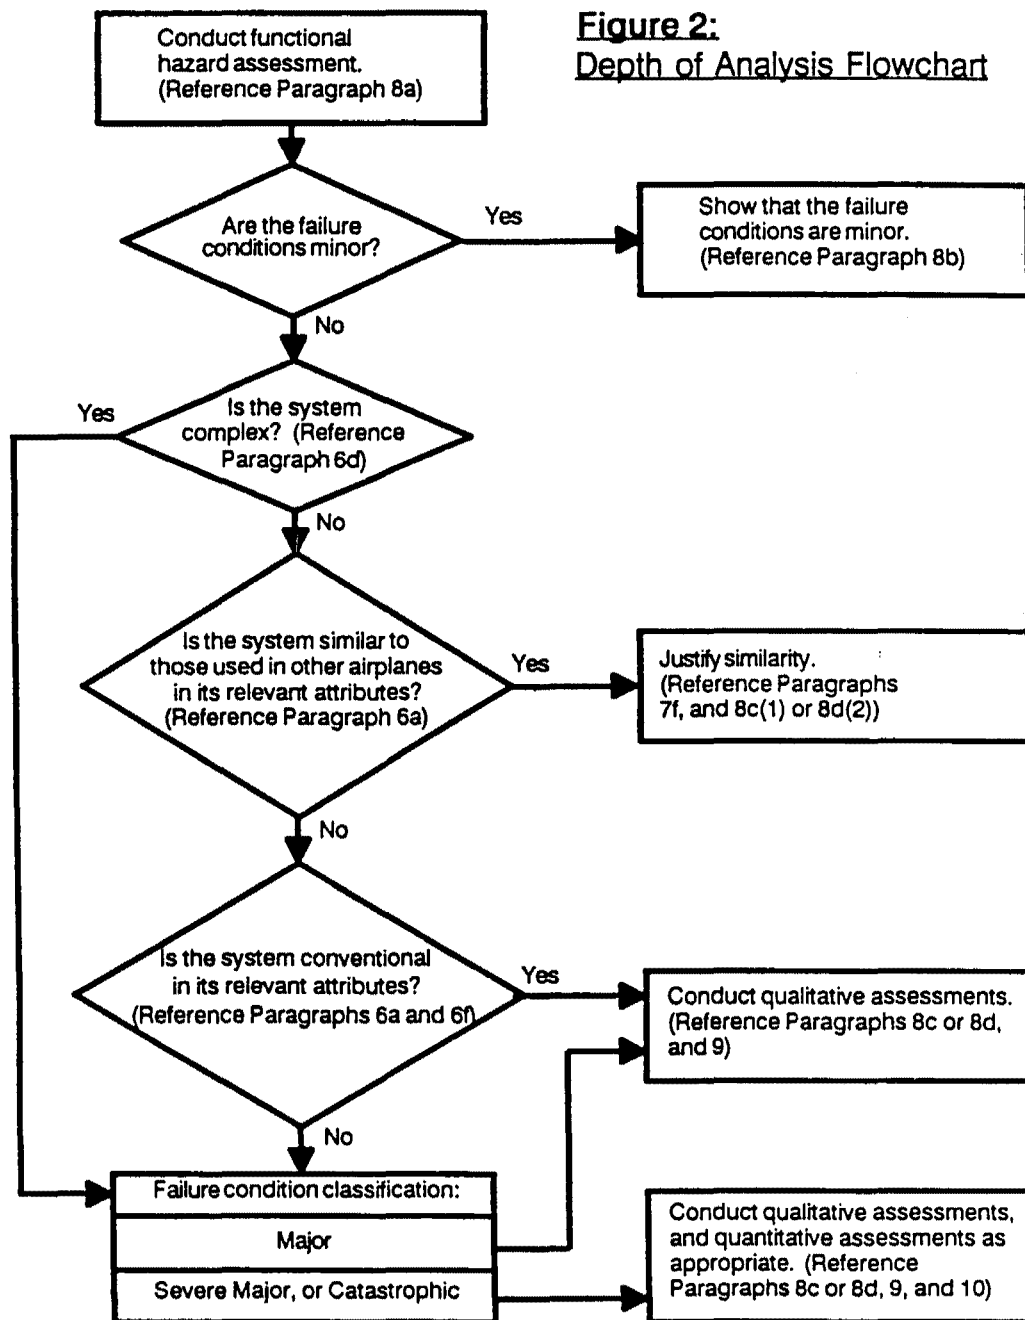 Figure 2:
Depth of Analysis Flowchart
Conduct functional
hazard assessment.
(Reference Paragraph 8a)
Are the failure
conditions minor?
Yes
Show that the failure
conditions are minor.
(Reference Paragraph 8b)
No
Is the system
complex? (Reference
Paragraph 6d)
Yes
No
Is the system similar to
those used in other airplanes
in its relevant attributes?
(Reference Paragraph 6a)
Yes
Justify similarity.
(Reference Paragraphs
7f, and 8c(1) or 8d(2))
No
Is the system conventional
in its relevant attributes?
(Reference Paragraphs 6a and 6f)
Yes
Conduct qualitative assessments.
(Reference Paragraphs 8c or 8d,
and 9)
No
Failure condition classification:
Major
Severe Major, or Catastrophic
Conduct qualitative assessments,
and quantitative assessments as
appropriate. (Reference
Paragraphs 8c or 8d, 9, and 10)